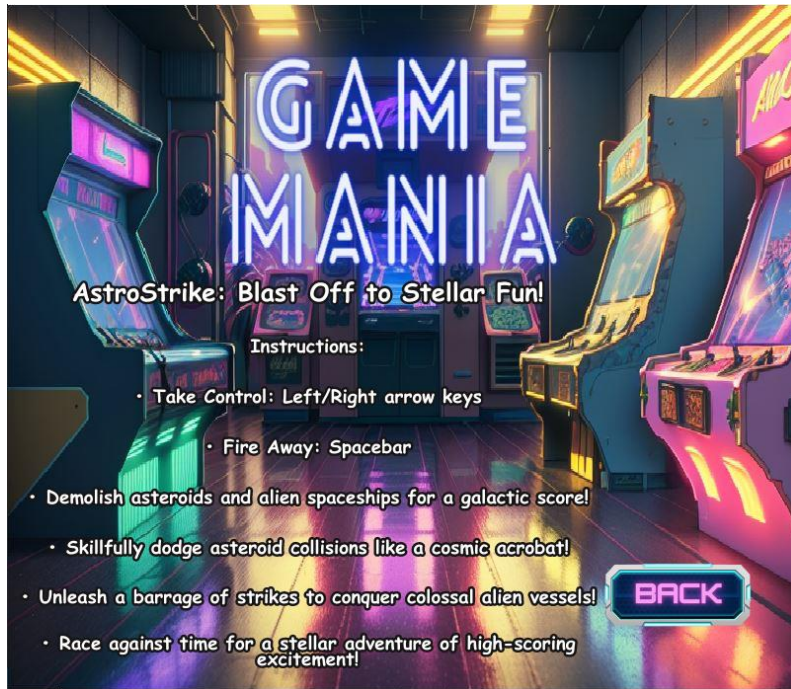 GAME
MANIA
AstroStrike: Blast Off to Stellar Fun!
Instructions:
• Take Control: Left/Right arrow keys
• Fire Away: Spacebar
• Demolish asteroids and alien spaceships for a galactic score!
• Skillfully dodge asteroid collisions like a cosmic acrobat!
• Unleash a barrage of strikes to conquer colossal alien vessels!
• Race against time for a stellar adventure of high-scoring
excitement!
BACK